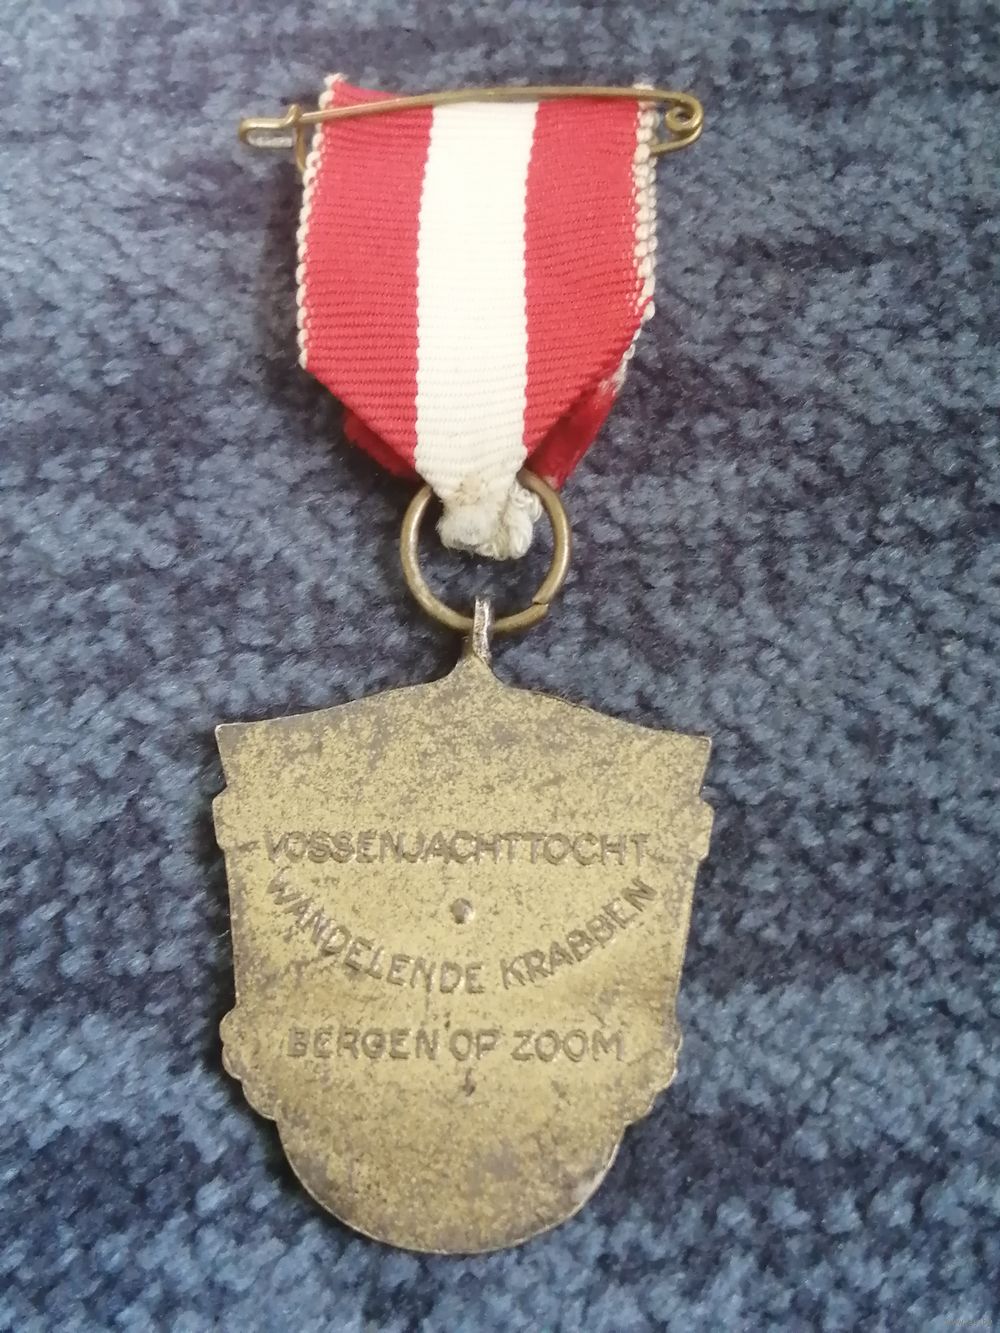 VOSSENJACHTTOCHT
WANDELENDE KRABBEN
BERGEN OP ZOOM